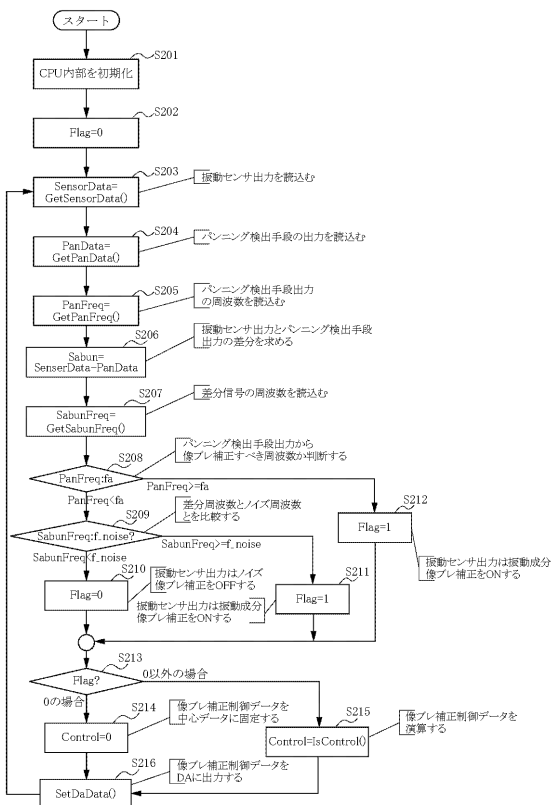 スタート
S201
CPU内部を初期化
S202
Flag=0
S203
SensorData=
GetSensorData()
振動センサ出力を読込む
S204
PanData=
GetPanData()
パンニング検出手段の出力を読込む
S205
PanFreq=
GetPanFreq()
パンニング検出手段出力
の周波数を読込む
S206
Sabun=
SenserData-PanData
振動センサ出力とパンニング検出手段
出力の差分を求める
S207
SabunFreq=
GetSabunFreq()
差分信号の周波数を読込む
S208
PanFreq:fa
パンニング検出手段出力から
像ブレ補正すべき周波数か判断する
PanFreq<fa
PanFreq>=fa
S209
SabunFreq:f_noise?
差分周波数とノイズ周波数
とを比較する
SabunFreq<f_noise
SabunFreq>=f_noise
S212
Flag=1
振動センサ出力は振動成分
像ブレ補正をONする
S210
Flag=0
振動センサ出力はノイズ
像ブレ補正をOFFする
S211
Flag=1
振動センサ出力は振動成分
像ブレ補正をONする
S213
Flag?
0以外の場合
0の場合
S214
Control=0
像ブレ補正制御データを
中心データに固定する
S215
Control=IsControl()
像ブレ補正制御データを
演算する
S216
SetDaData()
像ブレ補正制御データを
DAに出力する